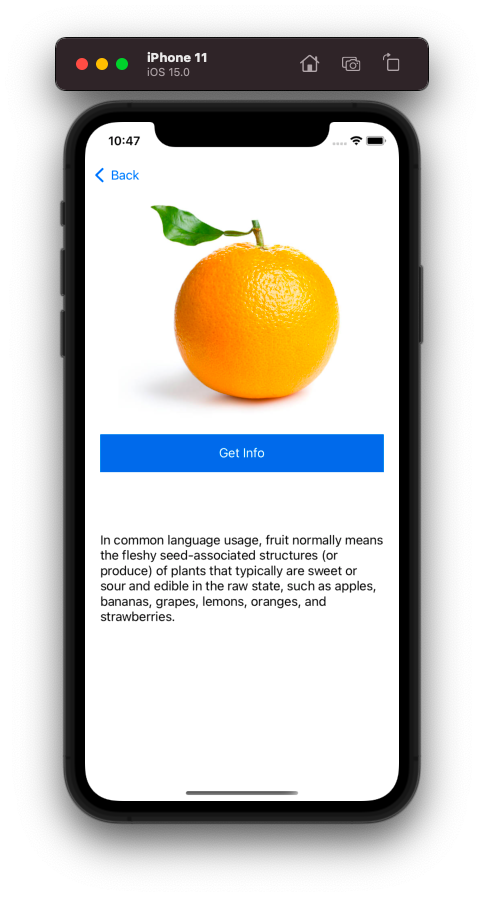 iPhone 11
iOS 15.0
10:47
Back
Get Info
In common language usage, fruit normally means
the fleshy seed-associated structures (or
produce) of plants that typically are sweet or
sour and edible in the raw state, such as apples,
bananas, grapes, lemons, oranges, and
strawberries.